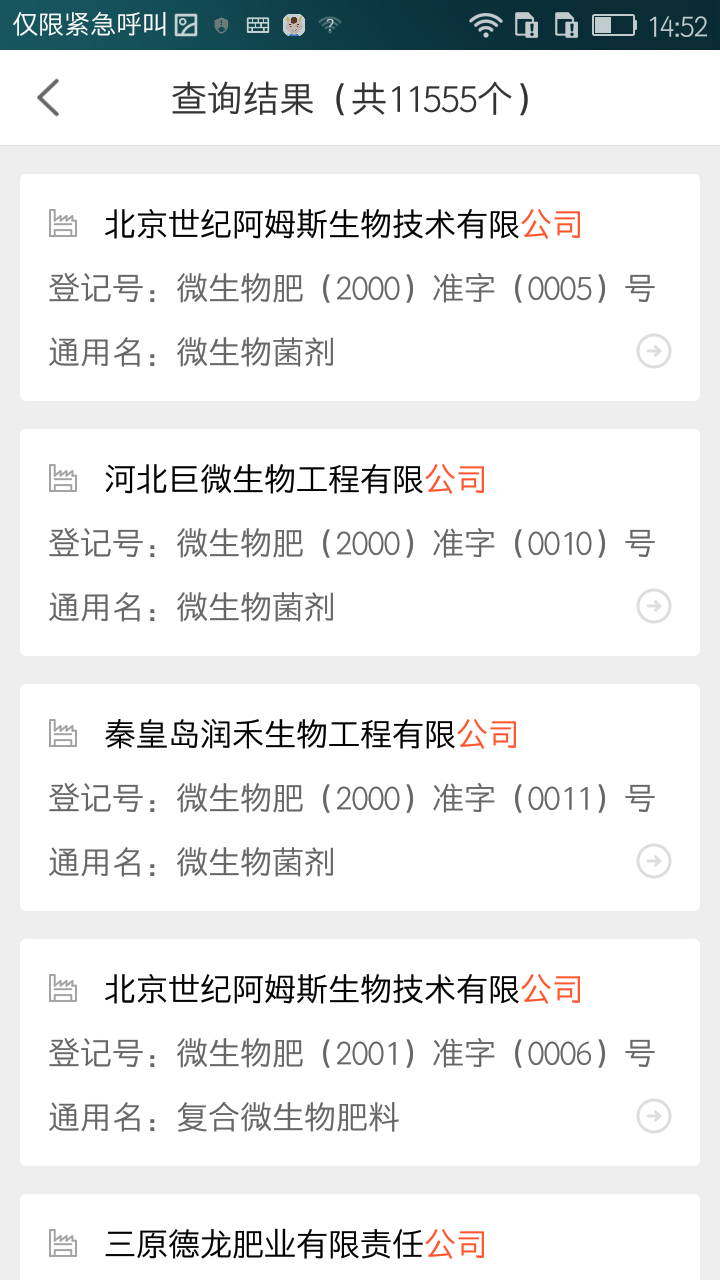 仅限紧急呼叫 14:52
查询结果（共11555个）
北京世纪阿姆斯生物技术有限公司
登记号：微生物肥（2000）准字（0005）号
通用名：微生物菌剂
河北巨微生物工程有限公司
登记号：微生物肥（2000）准字（0010）号
通用名：微生物菌剂
秦皇岛润禾生物工程有限公司
登记号：微生物肥（2000）准字（0011）号
通用名：微生物菌剂
北京世纪阿姆斯生物技术有限公司
登记号：微生物肥（2001）准字（0006）号
通用名：复合微生物肥料
三原德龙肥业有限责任公司